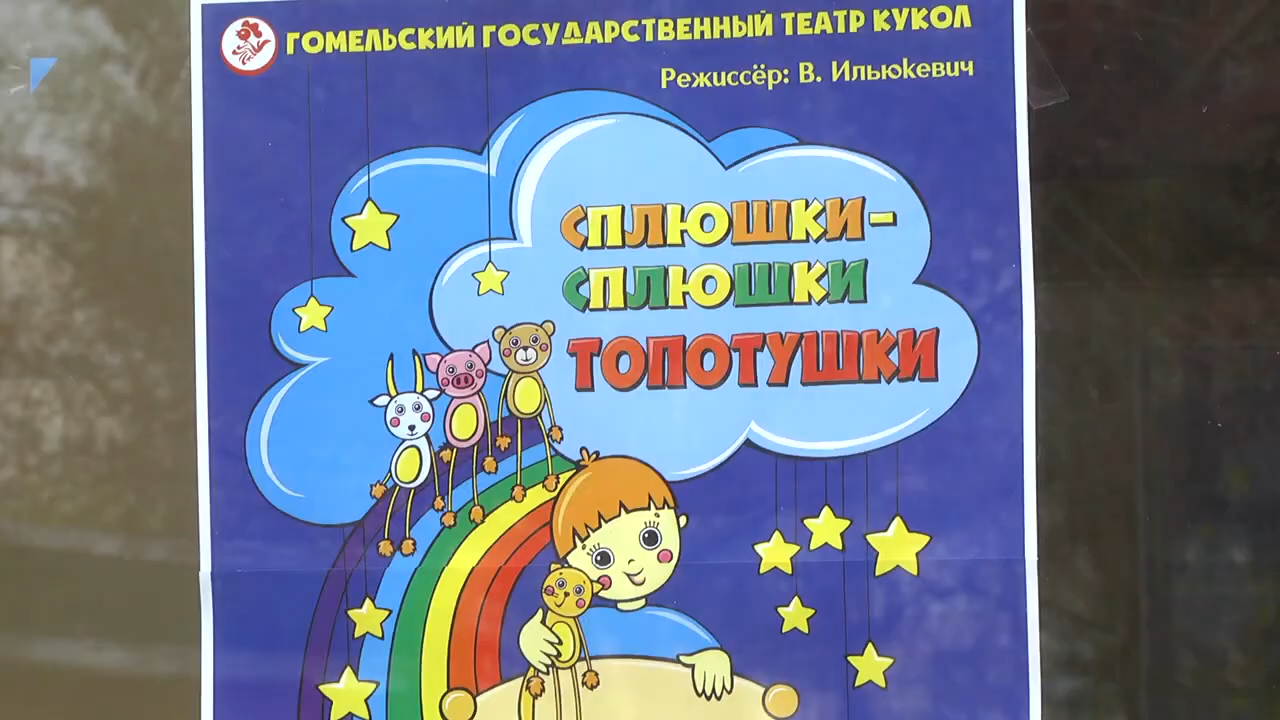 ГОМЕЛЬСКИЙ ГОСУДАРСТВЕННЫЙ ТЕАТР КУКОЛ
Режиссёр: В. Ильюкевич
СПЛЮШКИ-
СПЛЮШКИ
ТОПОТУШКИ